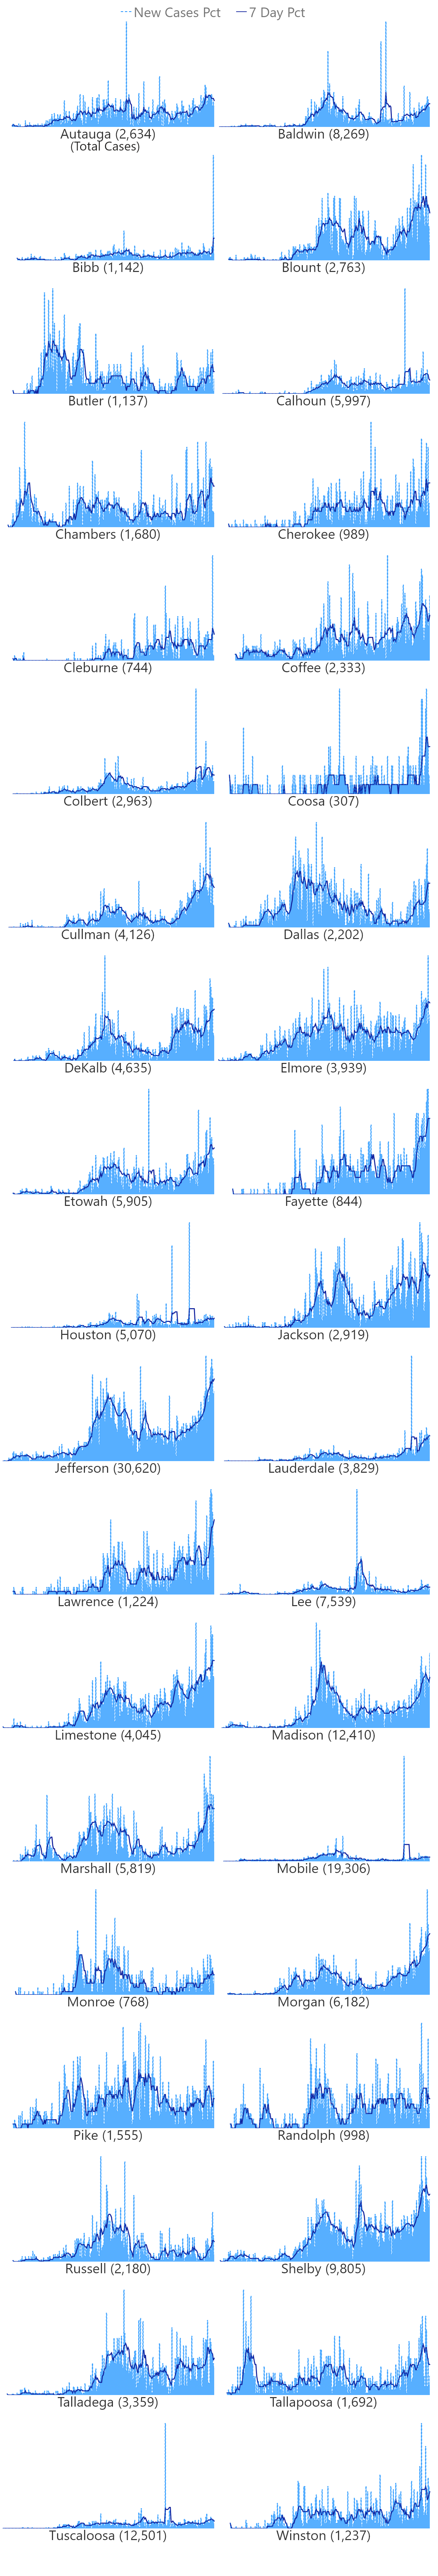 New Cases Pct 7 Day Pct
Autauga (2,634) Baldwin (8,269)
(Total Cases)
Bibb (1,142) Blount (2,763)
Butler (1,137) Calhoun (5,997)
Chambers (1,680) Cherokee (989)
Cleburne (744) Coffee (2,333)
Colbert (2,963) Coosa (307)
Cullman (4,126) Dallas (2,202)
DeKalb (4,635) Elmore (3,939)
Etowah (5,905) Fayette (844)
Houston (5,070) Jackson (2,919)
Jefferson (30,620) Lauderdale (3,829)
Lawrence (1,224) Lee (7,539)
Limestone (4,045) Madison (12,410)
Marshall (5,819) Mobile (19,306)
Monroe (768) Morgan (6,182)
Pike (1,555) Randolph (998)
Russell (2,180) Shelby (9,805)
Talladega (3,359) Tallapoosa (1,692)
Tuscaloosa (12,501) Winston (1,237)